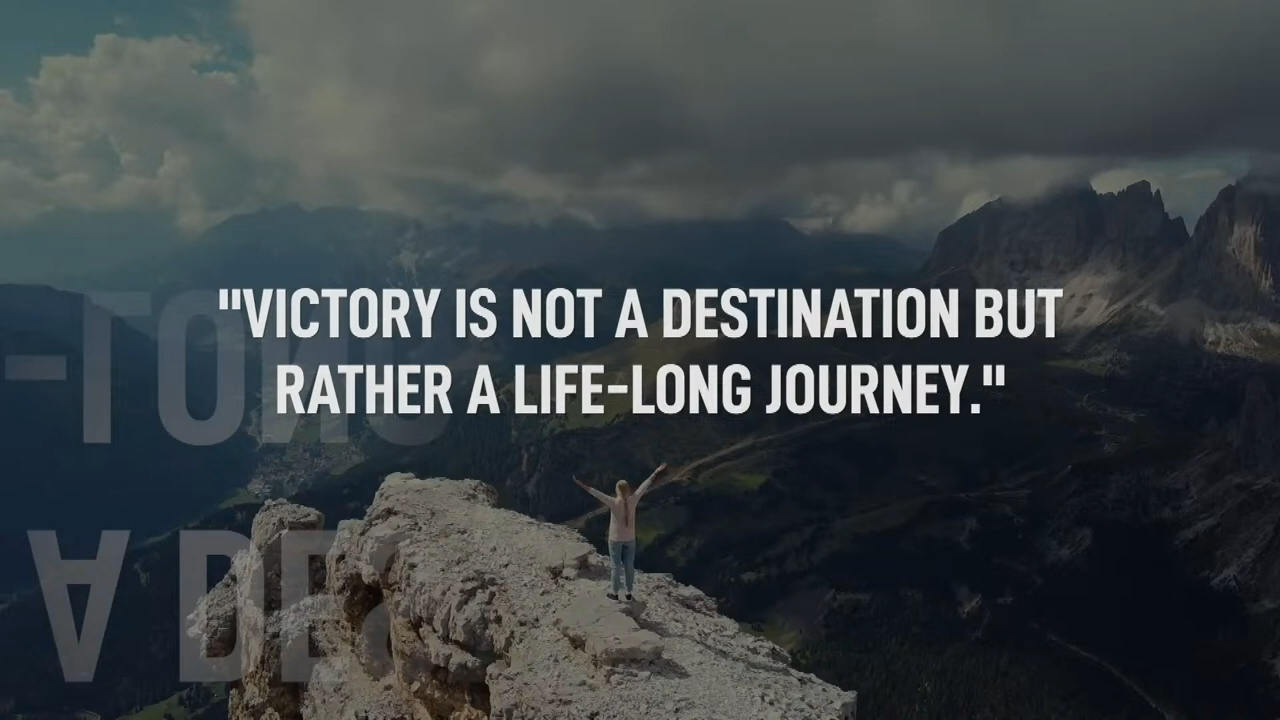 "VICTORY IS NOT A DESTINATION BUT
RATHER A LIFE-LONG JOURNEY."